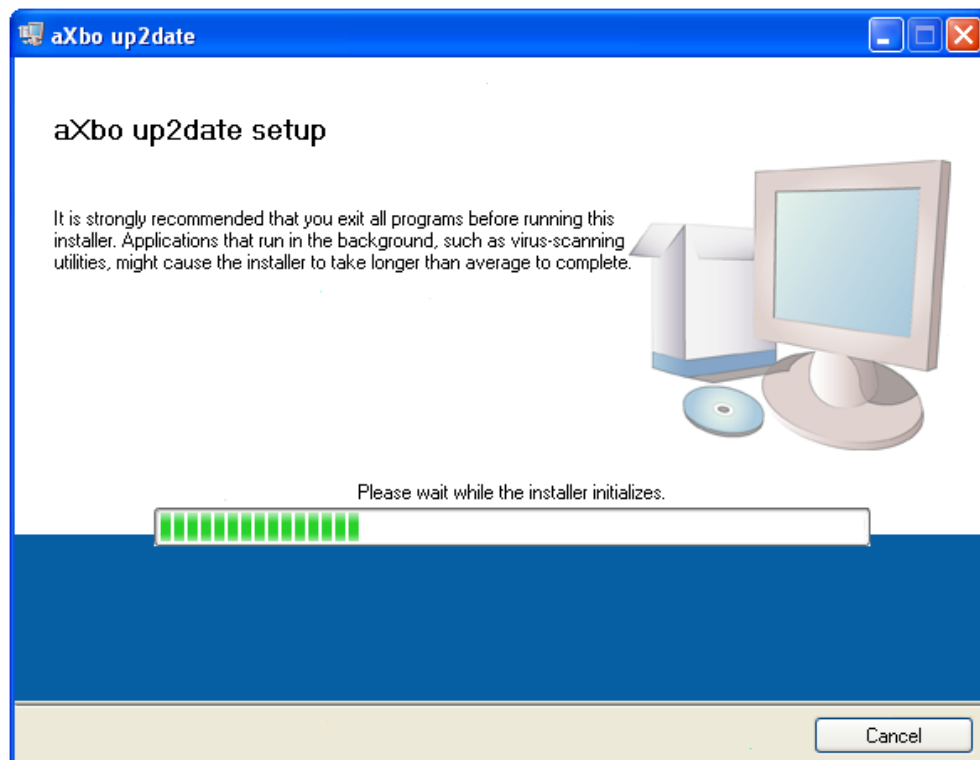 aXbo up2date
aXbo up2date setup
It is strongly recommended that you exit all programs before running this
installer. Applications that run in the background, such as virus-scanning
utilities, might cause the installer to take longer than average to complete.
Please wait while the installer initializes.
Cancel